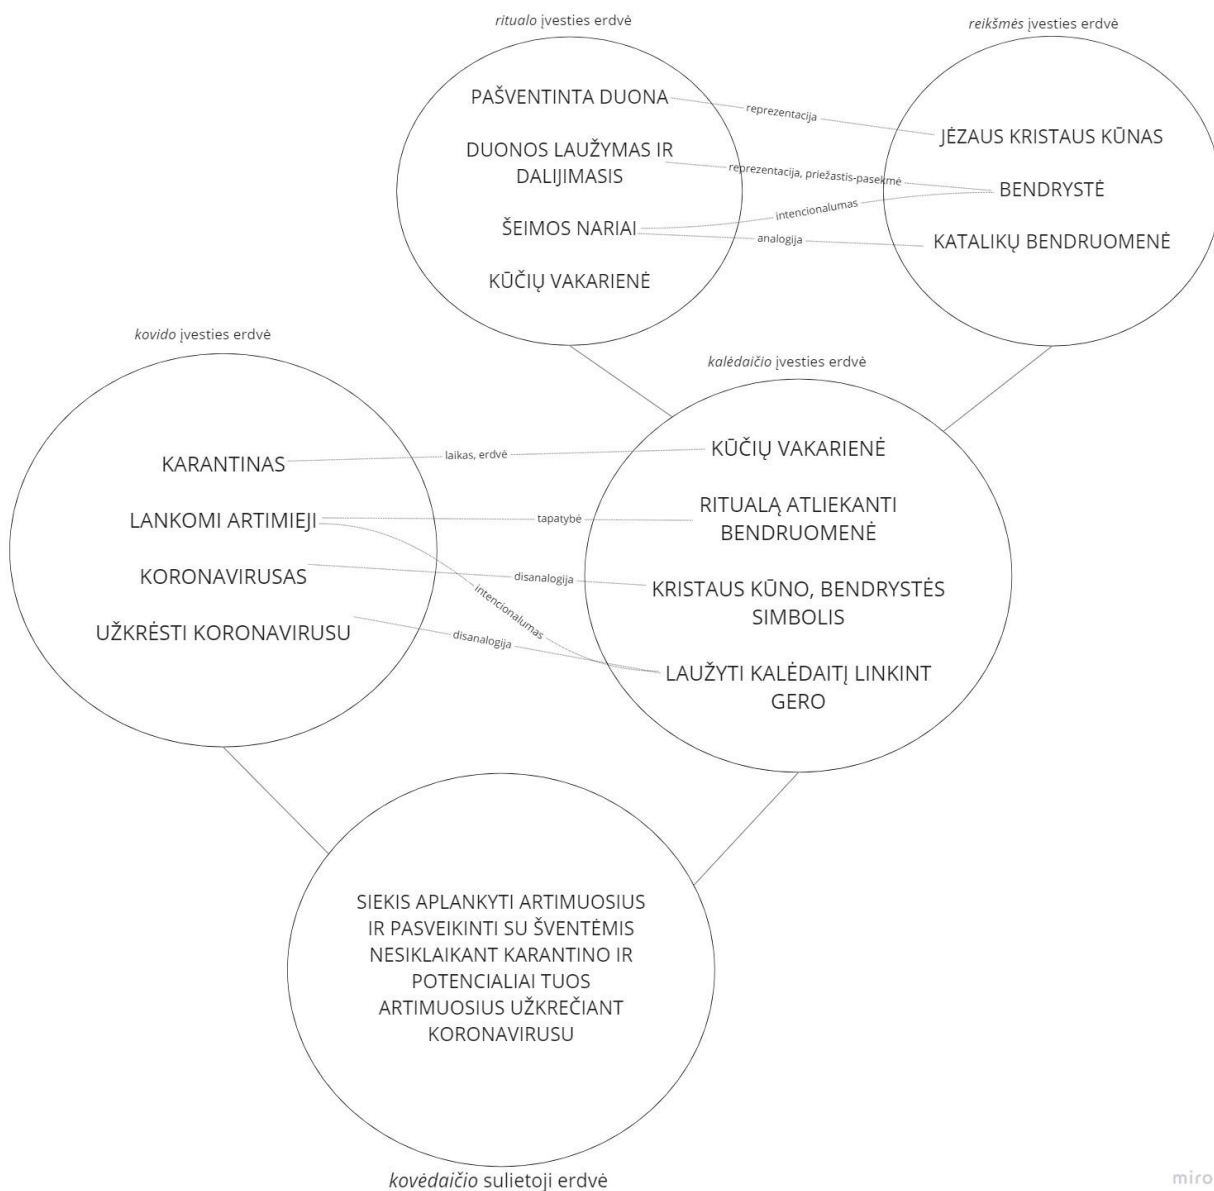 ritualo įvesties erdvė
reikšmės įvesties erdvė
PAŠVENTINTA DUONA
reprezentacija
JĖZAUS KRISTAUS KŪNAS
DUONOS LAUŽYMAS IR
DALIJIMASIS
reprezentacija, priežastis-pasekmė
BENDRYSTĖ
intencionalumas
ŠEIMOS NARIAI
analogija
KATALIKŲ BENDRUOMENĖ
KŪČIŲ VAKARIENĖ
kovido įvesties erdvė
kalėdaičio įvesties erdvė
KARANTINAS
laikas, erdvė
KŪČIŲ VAKARIENĖ
LANKOMI ARTIMIEJI
tapatybė
RITUALĄ ATLIEKANTI
BENDRUOMENĖ
KORONAVIRUSAS
disanalogija
KRISTAUS KŪNO, BENDRYSTĖS
SIMBOLIS
intencionalumas
UŽKRĖSTI KORONAVIRUSU
disanalogija
LAUŽYTI KALĖDAITĮ LINKINT
GERO
SIEKIS APLANKYTI ARTIMUOSIUS
IR PASVEIKINTI SU ŠVENTĖMIS
NESIKLAIKANT KARANTINO IR
POTENCIALIAI TUOS
ARTIMUOSIUS UŽKREČIANT
KORONAVIRUSU
kovėdaičio sulietoji erdvė
miro